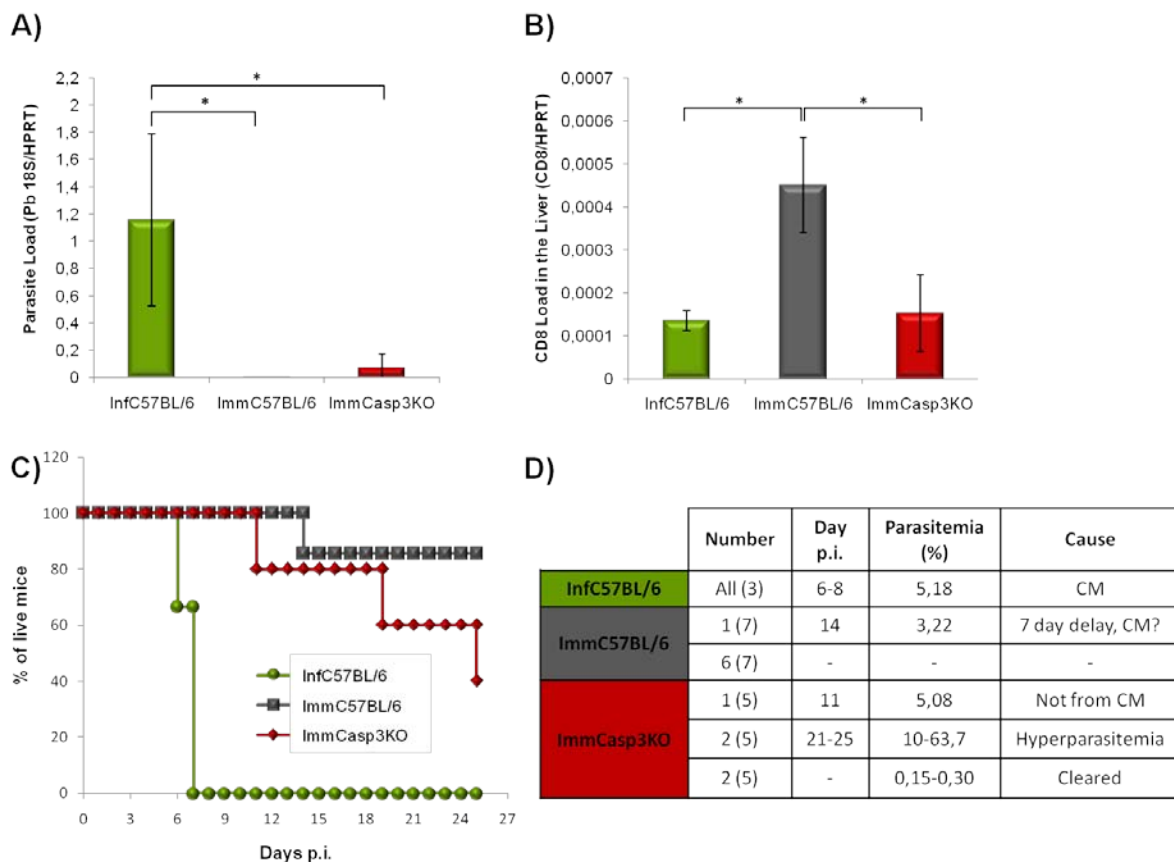 A)
2,2
2
1,8
1,6
1,4
1,2
1
0,8
0,6
0,4
0,2
0
Parasite Load (Pb 18S/HPRT)
*
*
InfC57BL/6 ImmC57BL/6 ImmCasp3KO
B)
0,0007
0,0006
0,0005
0,0004
0,0003
0,0002
0,0001
0
CD8 Load in the Liver (CD8/HPRT)
* *
InfC57BL/6 ImmC57BL/6 ImmCasp3KO
C)
120
100
80
60
40
20
0
% of live mice
InfC57BL/6
ImmC57BL/6
ImmCasp3KO
0 3 6 9 12 15 18 21 24 27
Days p.i.
D)
Number Day p.i. Parasitemia (%) Cause
InfC57BL/6 All (3) 6-8 5,18 CM
ImmC57BL/6 1 (7) 14 3,22 7 day delay, CM?
6 (7) - - -
ImmCasp3KO 1 (5) 11 5,08 Not from CM
2 (5) 21-25 10-63,7 Hyperparasitemia
2 (5) - 0,15-0,30 Cleared